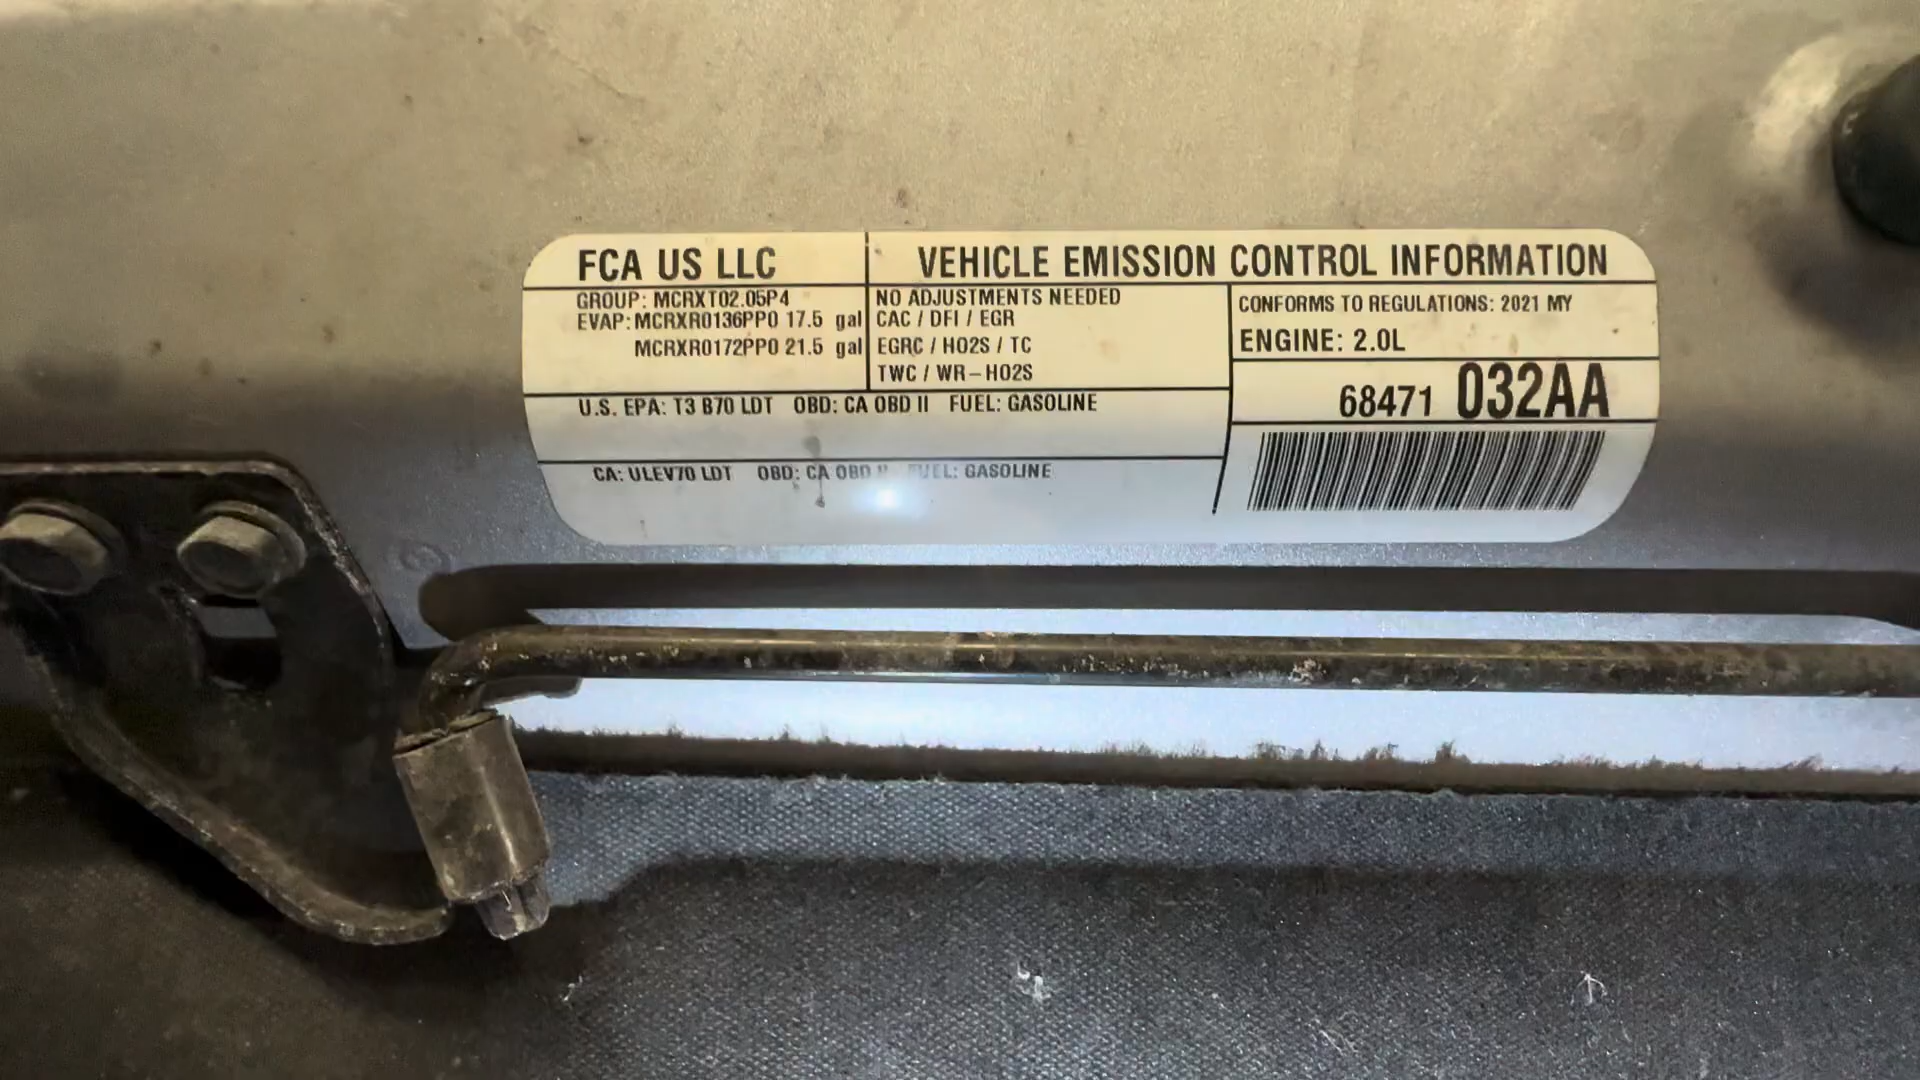 FCA US LLC
VEHICLE EMISSION CONTROL INFORMATION
GROUP: MCRXT02.05P4
EVAP: MCRXR0136PP0 17.5 gal
MCRXR0172PP0 21.5 gal
NO ADJUSTMENTS NEEDED
CAC / DFI / EGR
EGRC / HO2S / TC
TWC / WR-HO2S
CONFORMS TO REGULATIONS: 2021 MY
ENGINE: 2.0L
68471 032AA
U.S. EPA: T3 B70 LDT OBD: CA OBD II FUEL: GASOLINE
CA: ULEV70 LDT OBD: CA OBD II FUEL: GASOLINE